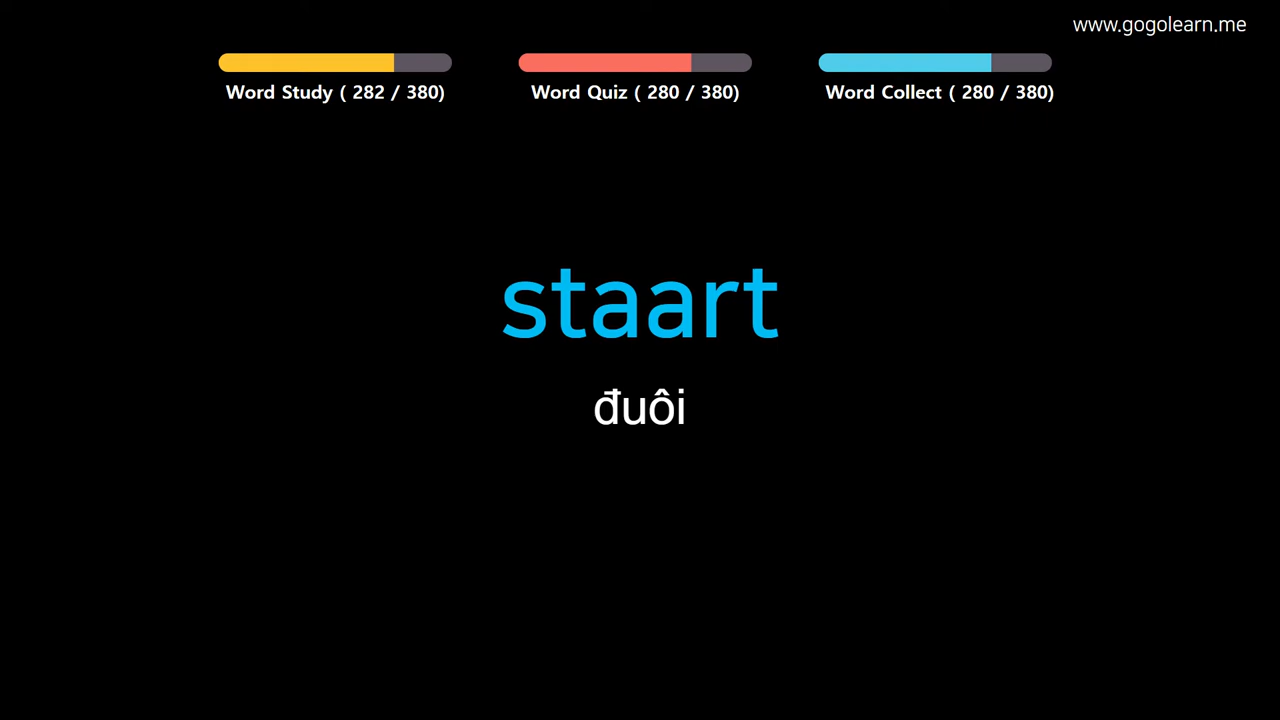 www.gogolearn.me
Word Study ( 282 / 380)
Word Quiz ( 280 / 380)
Word Collect ( 280 / 380)
staart
đuôi